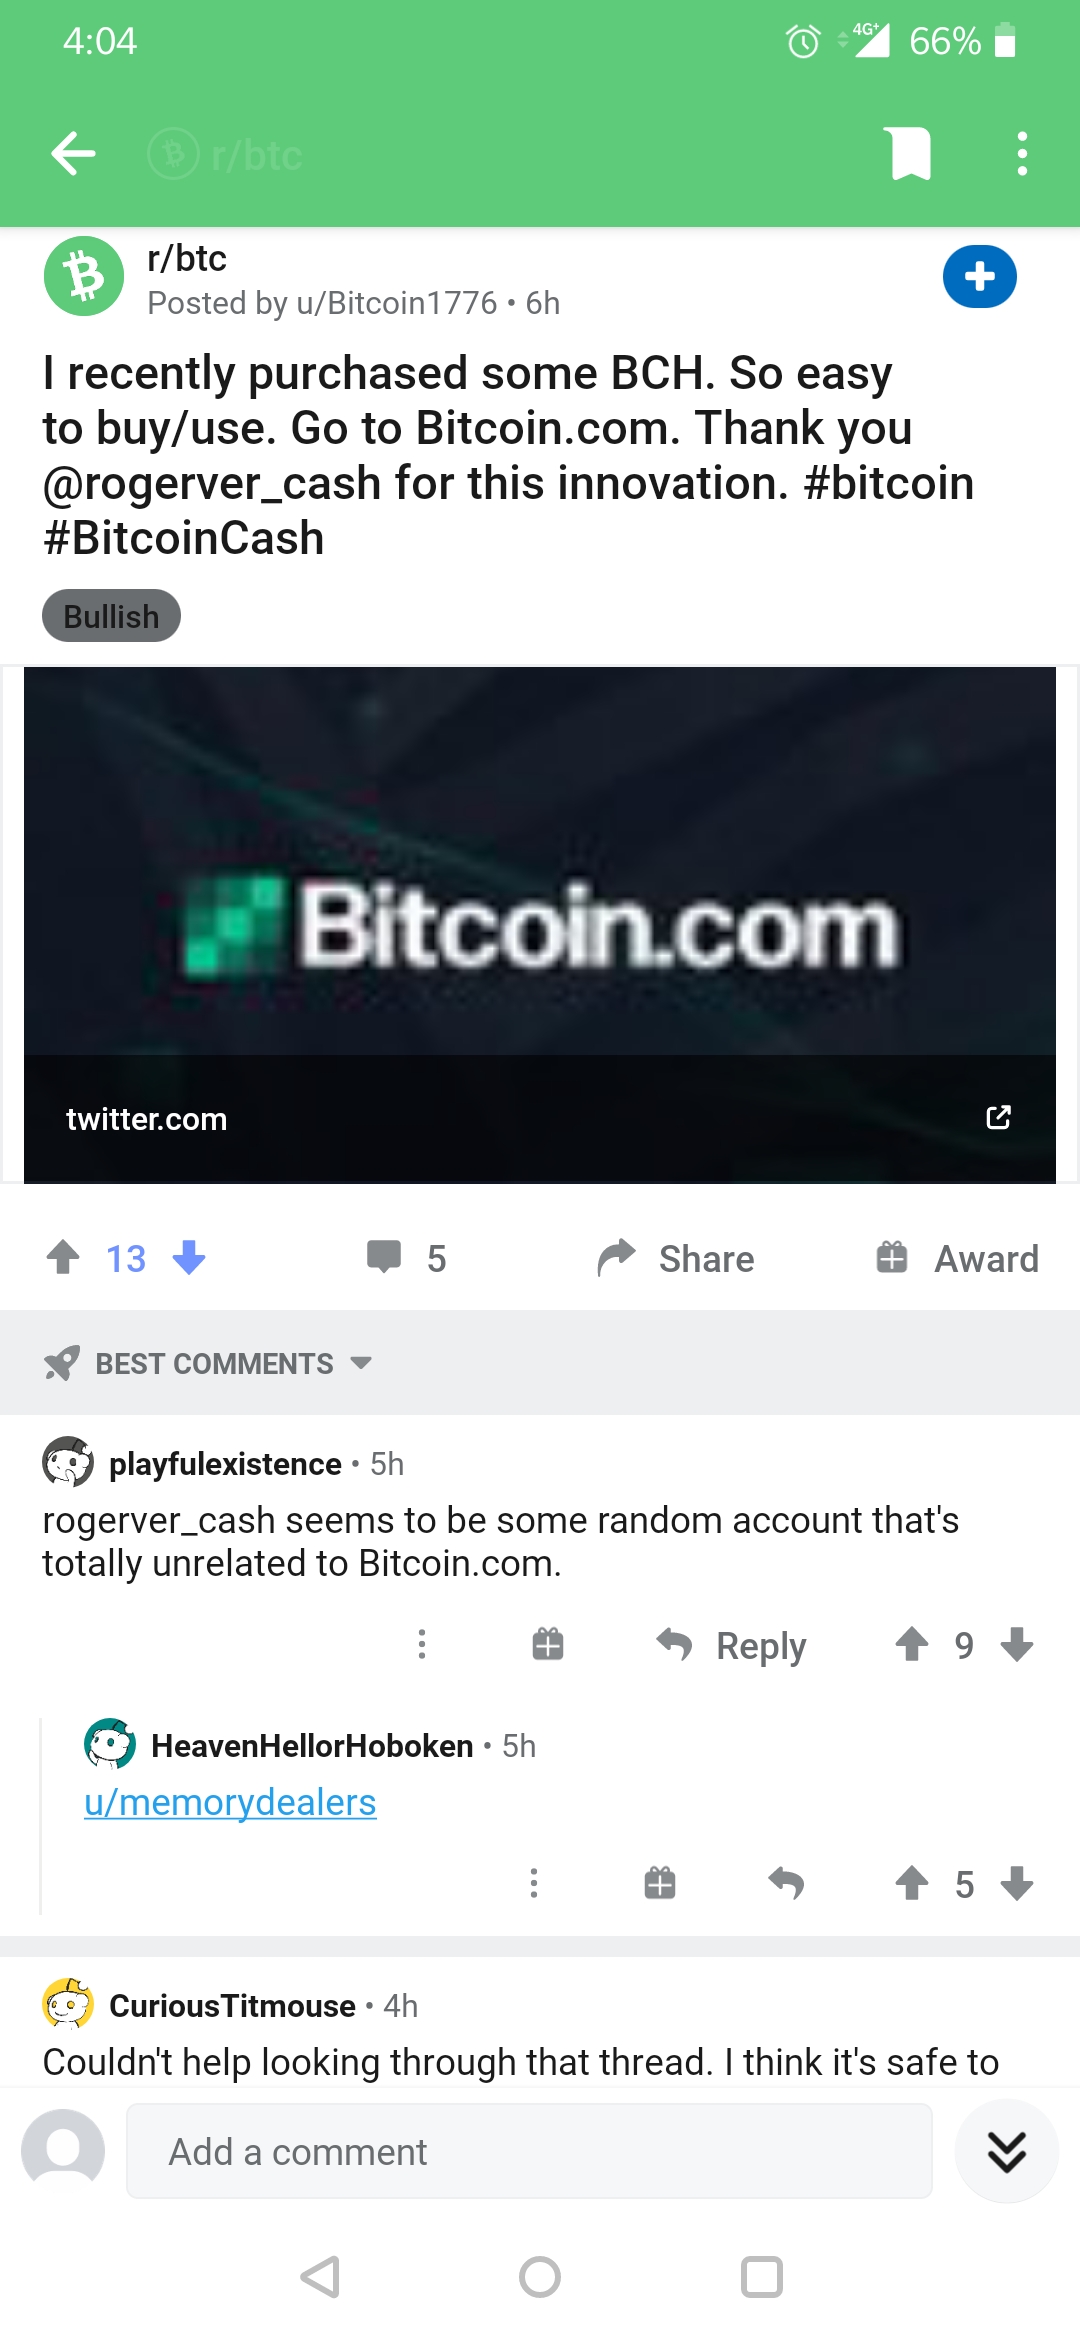 4:04
4G+
66%
r/btc
r/btc
Posted by u/Bitcoin1776 • 6h
I recently purchased some BCH. So easy
to buy/use. Go to Bitcoin.com. Thank you
@rogerver_cash for this innovation. #bitcoin
#BitcoinCash
Bullish
Bitcoin.com
twitter.com
13
5
Share
Award
BEST COMMENTS
playfulexistence • 5h
rogerver_cash seems to be some random account that's
totally unrelated to Bitcoin.com.
Reply
9
HeavenHellorHoboken • 5h
u/memorydealers
5
CuriousTitmouse • 4h
Couldn't help looking through that thread. I think it's safe to
Add a comment